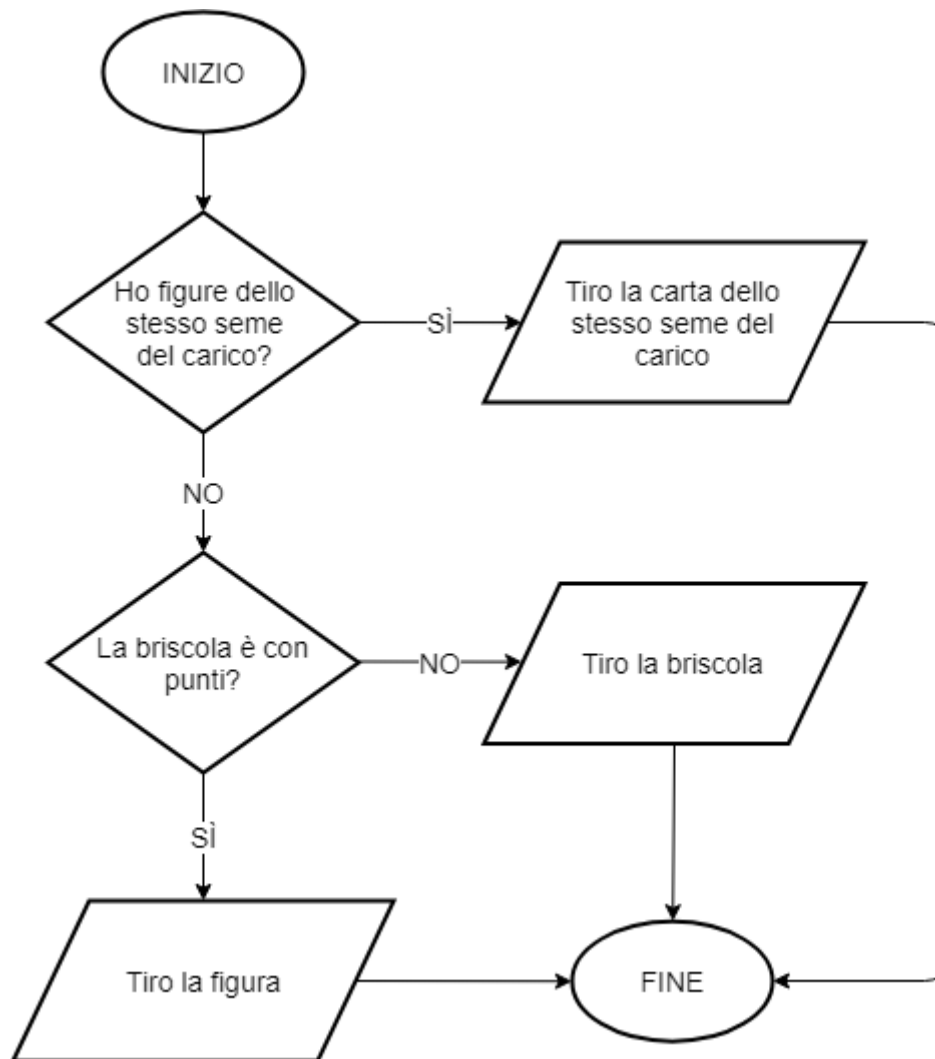 INIZIO
Ho figure dello
stesso seme
del carico?
SÌ
Tiro la carta dello
stesso seme del
carico
NO
La briscola è con
punti?
NO
Tiro la briscola
SÌ
Tiro la figura
FINE